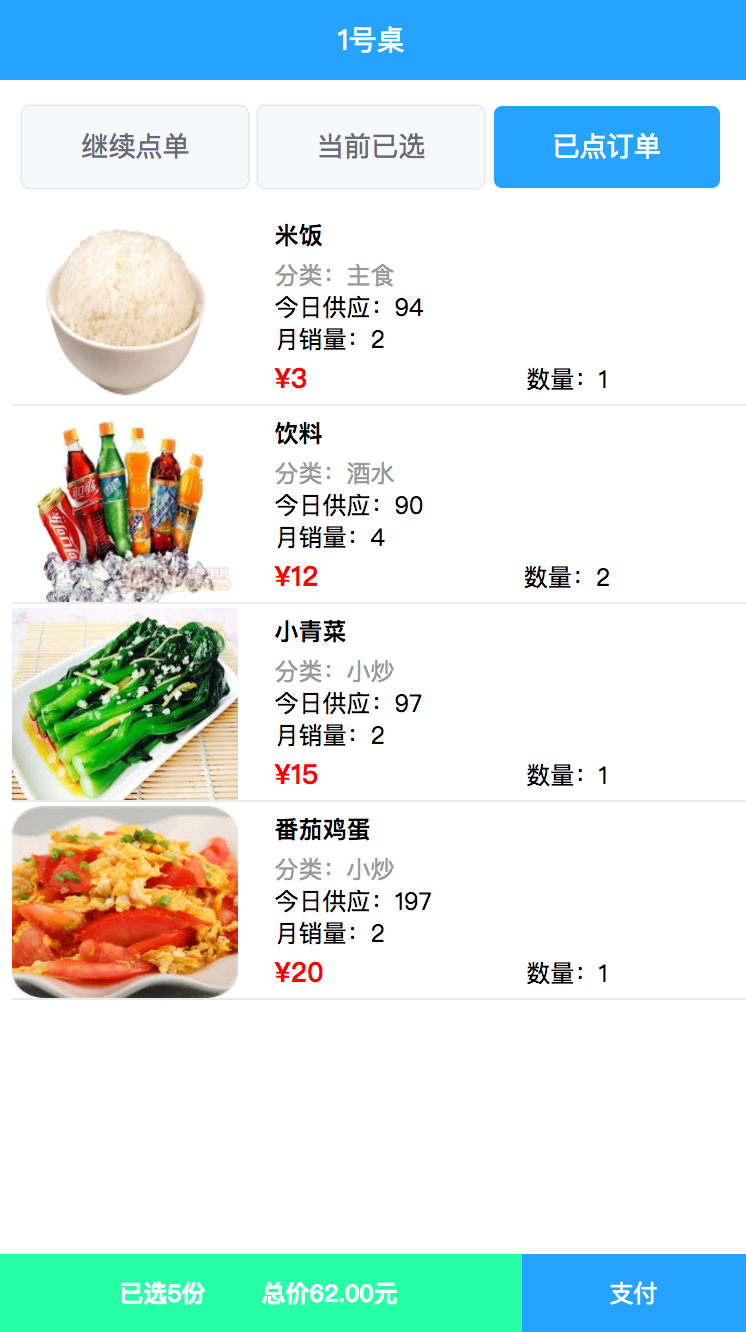 1号桌
继续点单 当前已选 已点订单
米饭
分类：主食
今日供应：94
月销量：2
¥3 数量：1
饮料
分类：酒水
今日供应：90
月销量：4
¥12 数量：2
小青菜
分类：小炒
今日供应：97
月销量：2
¥15 数量：1
番茄鸡蛋
分类：小炒
今日供应：197
月销量：2
¥20 数量：1
已选5份 总价62.00元 支付